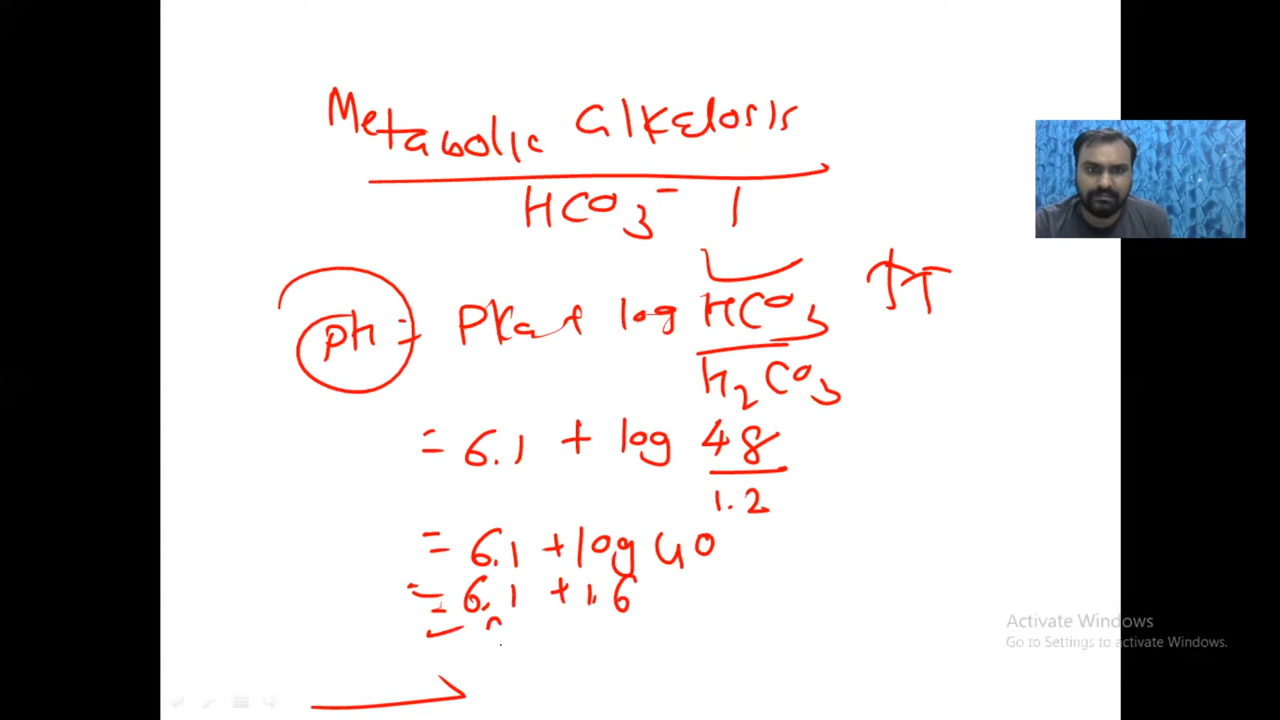 Metabolic alkalosis
HCO3-
PH = PKa + log HCO3 ↑↑
H2CO3
= 6.1 + log 48
1.2
= 6.1 + log 40
= 6.1 + 1.6
=
Activate Windows
Go to Settings to activate Windows.